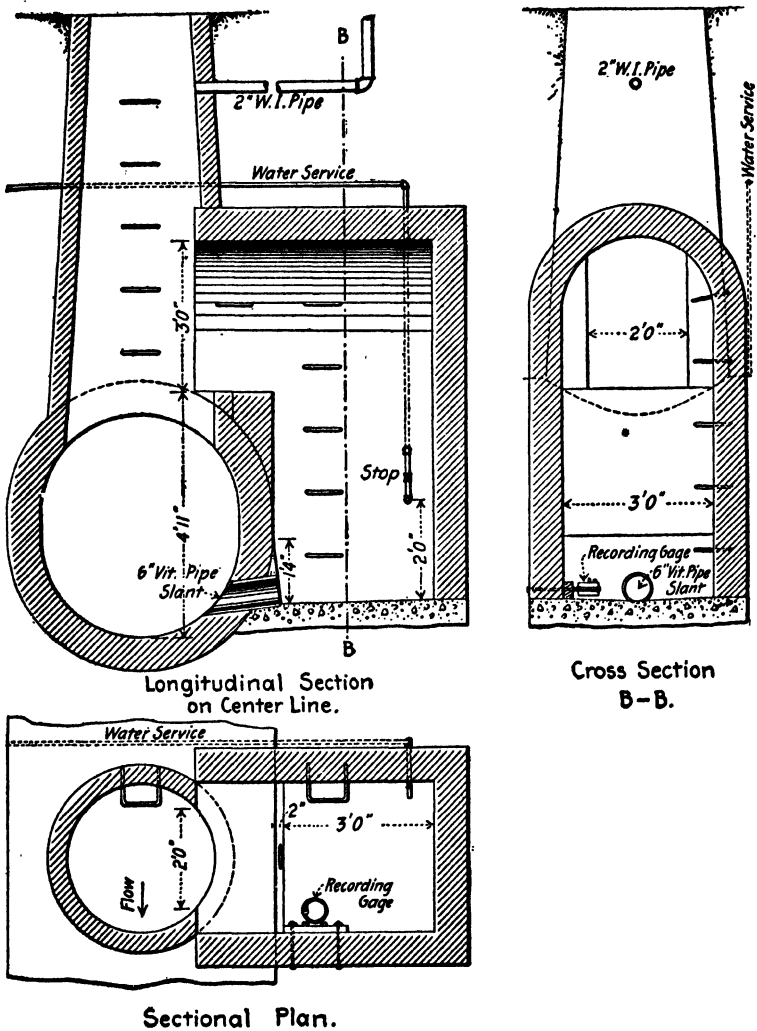 B
2"W.I.Pipe
Water Service
3'0"
Stop
4'11"
14"
2'0"
6"Vit. Pipe
Slant
B
Longitudinal Section
on Center Line.
2"W.I.Pipe
Water Service
2'0"
3'0"
Recording Gage
6"Vit.Pipe
Slant
Cross Section
B-B.
Water Service
2"
3'0"
2'0"
Flow
Recording
Gage
Sectional Plan.